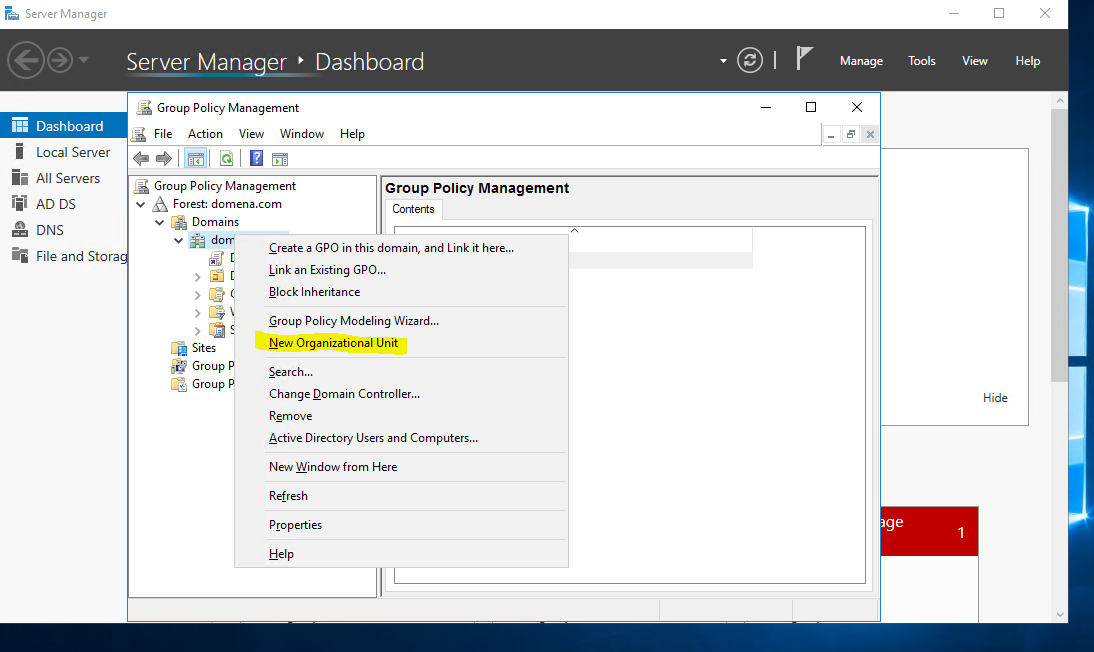 Server Manager
Server Manager
Dashboard
Manage
Tools
View
Help
Dashboard
Local Server
All Servers
AD DS
DNS
File and Storag
Group Policy Management
File
Action
View
Window
Help
Group Policy Management
Forest: domena.com
Domains
dom
Sites
Group P
Group P
Group Policy Management
Contents
Create a GPO in this domain, and Link it here...
Link an Existing GPO...
Block Inheritance
Group Policy Modeling Wizard...
New Organizational Unit
Search...
Change Domain Controller...
Remove
Active Directory Users and Computers...
New Window from Here
Refresh
Properties
Help
Hide
age
1